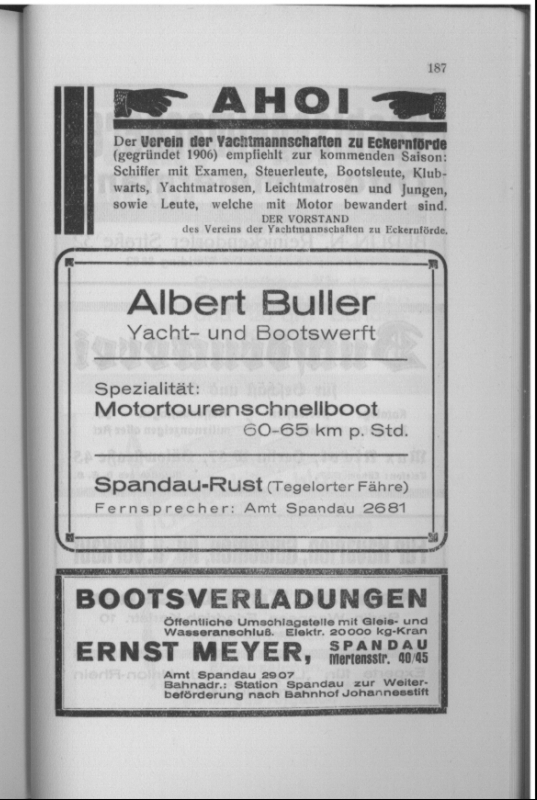 187
AHOI
Der Verein der Yachtmannschaften zu Eckernförde
(gegründet 1906) empfiehlt zur kommenden Saison:
Schiffer mit Examen, Steuerleute, Bootsleute, Klub-
warts, Yachtmatrosen, Leichtmatrosen und Jungen,
sowie Leute, welche mit Motor bewandert sind.
DER VORSTAND
des Vereins der Yachtmannschaften zu Eckernförde.
Albert Buller
Yacht- und Bootswerft
Spezialität:
Motortourenschnellboot
60-65 km p. Std.
Spandau-Rust (Tegelorter Fähre)
Fernsprecher: Amt Spandau 2681
BOOTSVERLADUNGEN
Öffentliche Umschlagstelle mit Gleis- und
Wasseranschluß. Elektr. 20000 kg-Kran
ERNST MEYER, SPANDAU
Mertensstr. 40/45
Amt Spandau 2907
Bahnadr.: Station Spandau zur Weiter-
beförderung nach Bahnhof Johannesstift